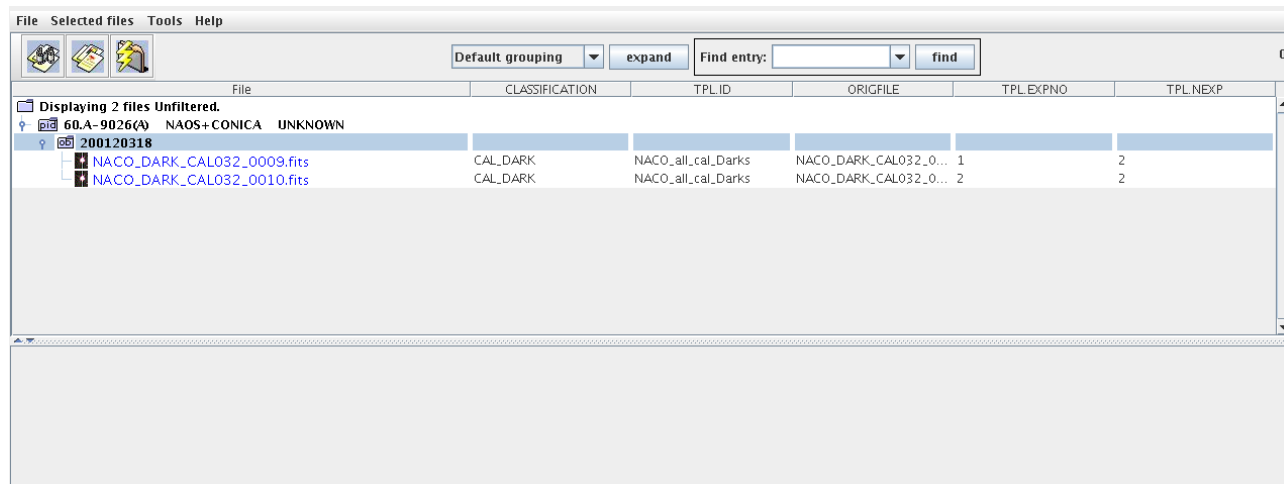 File Selected files Tools Help
Default grouping expand Find entry: find
File CLASSIFICATION TPL.ID ORIGFILE TPL.EXPNO TPL.NEXP
Displaying 2 files Unfiltered.
pid 60.A-9026(A) NAOS+CONICA UNKNOWN
ob 200120318
NACO_DARK_CAL032_0009.fits CAL_DARK NACO_all_cal_Darks NACO_DARK_CAL032_0... 1 2
NACO_DARK_CAL032_0010.fits CAL_DARK NACO_all_cal_Darks NACO_DARK_CAL032_0... 2 2